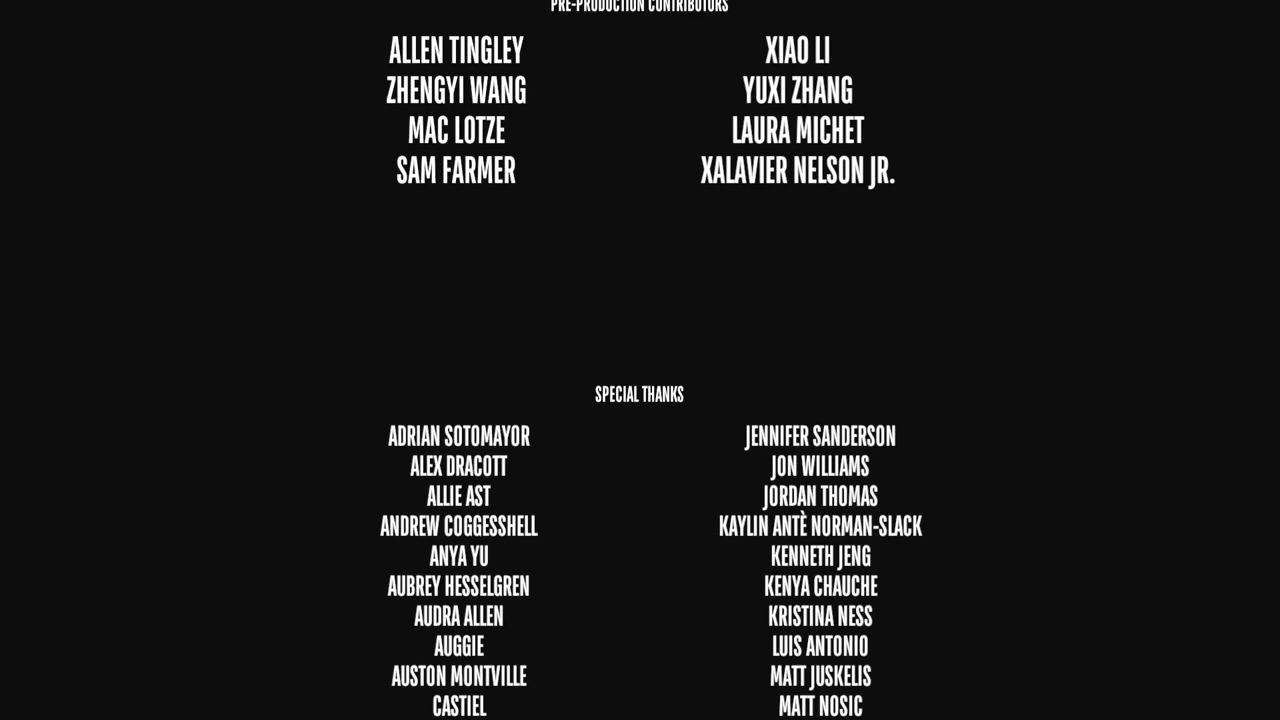 PRE-PRODUCTION CONTRIBUTORS
ALLEN TINGLEY
XIAO LI
ZHENGYI WANG
YUXI ZHANG
MAC LOTZE
LAURA MICHET
SAM FARMER
XALAVIER NELSON JR.
SPECIAL THANKS
ADRIAN SOTOMAYOR
JENNIFER SANDERSON
ALEX DRACOTT
JON WILLIAMS
ALLIE AST
JORDAN THOMAS
ANDREW COGGESSHELL
KAYLIN ANTÈ NORMAN-SLACK
ANYA YU
KENNETH JENG
AUBREY HESSELGREN
KENYA CHAUCHE
AUDRA ALLEN
KRISTINA NESS
AUGGIE
LUIS ANTONIO
AUSTON MONTVILLE
MATT JUSKELIS
CASTIEL
MATT NOSIC